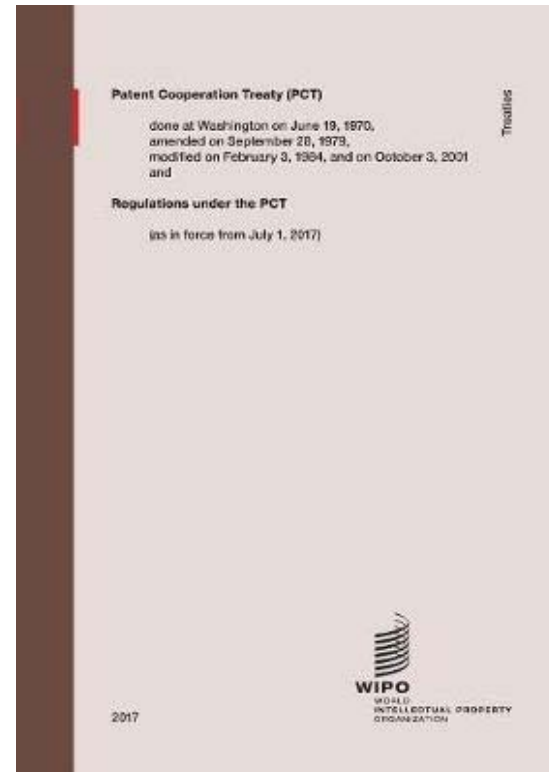 Patent Cooperation Treaty (PCT)
Treaties
done at Washington on June 19, 1970,
amended on September 28, 1979,
modified on February 3, 1984, and on October 3, 2001
and
Regulations under the PCT
(as in force from July 1, 2017)
WIPO
WORLD
INTELLECTUAL PROPERTY
ORGANIZATION
2017